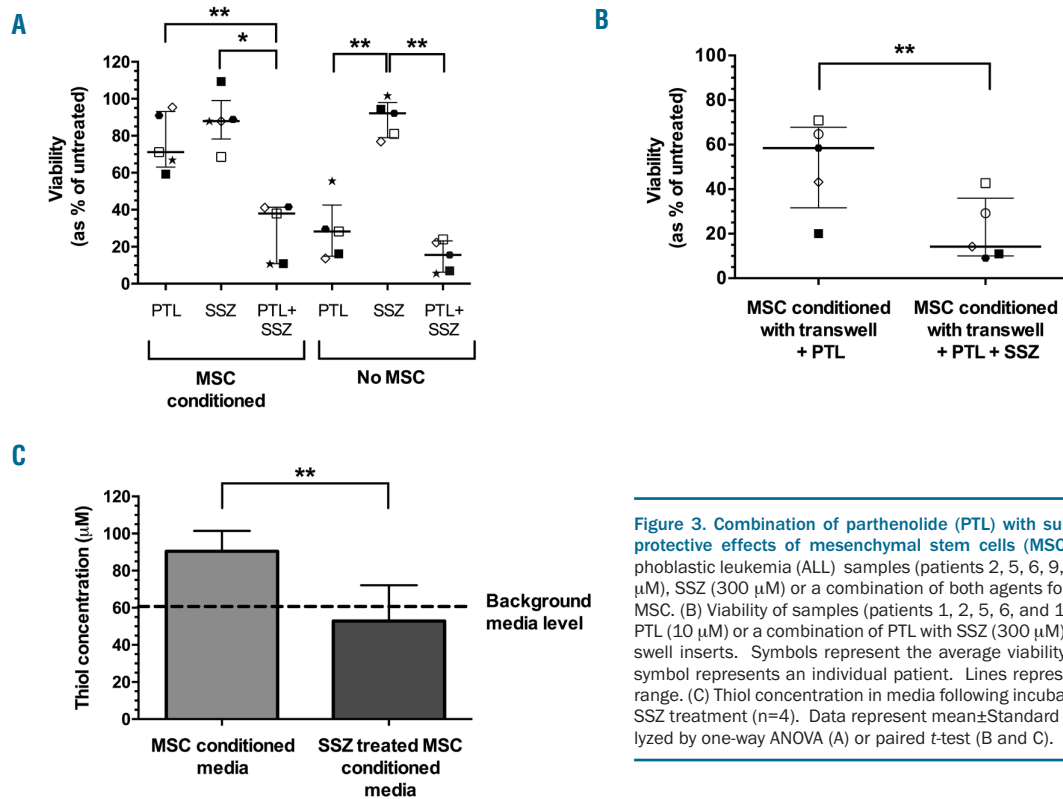 A
Viability
(as % of untreated)
120
100
80
60
40
20
0
**
*
**
**
PTL
SSZ
PTL+
SSZ
PTL
SSZ
PTL+
SSZ
MSC
conditioned
No MSC
B
Viability
(as % of untreated)
100
80
60
40
20
0
**
MSC conditioned
with transwell
+ PTL
MSC conditioned
with transwell
+ PTL + SSZ
C
Thiol concentration (μM)
120
100
80
60
40
20
0
**
Background
media level
MSC conditioned
media
SSZ treated MSC
conditioned
media
Figure 3. Combination of parthenolide (PTL) with su
protective effects of mesenchymal stem cells (MSC
phoblastic leukemia (ALL) samples (patients 2, 5, 6, 9,
μM), SSZ (300 μM) or a combination of both agents fo
MSC. (B) Viability of samples (patients 1, 2, 5, 6, and 1
PTL (10 μM) or a combination of PTL with SSZ (300 μM)
swell inserts. Symbols represent the average viability
symbol represents an individual patient. Lines repres
range. (C) Thiol concentration in media following incuba
SSZ treatment (n=4). Data represent mean±Standard
lyzed by one-way ANOVA (A) or paired t-test (B and C).